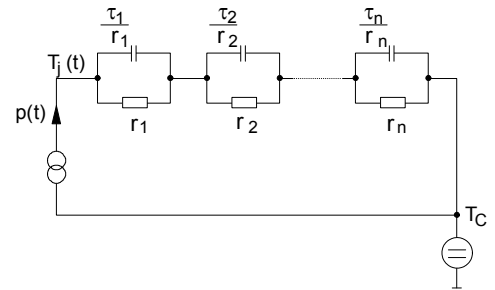 τ1 τ2 τn
r1 r2 rn
Tj (t)
r1 r2 rn
p(t)
TC